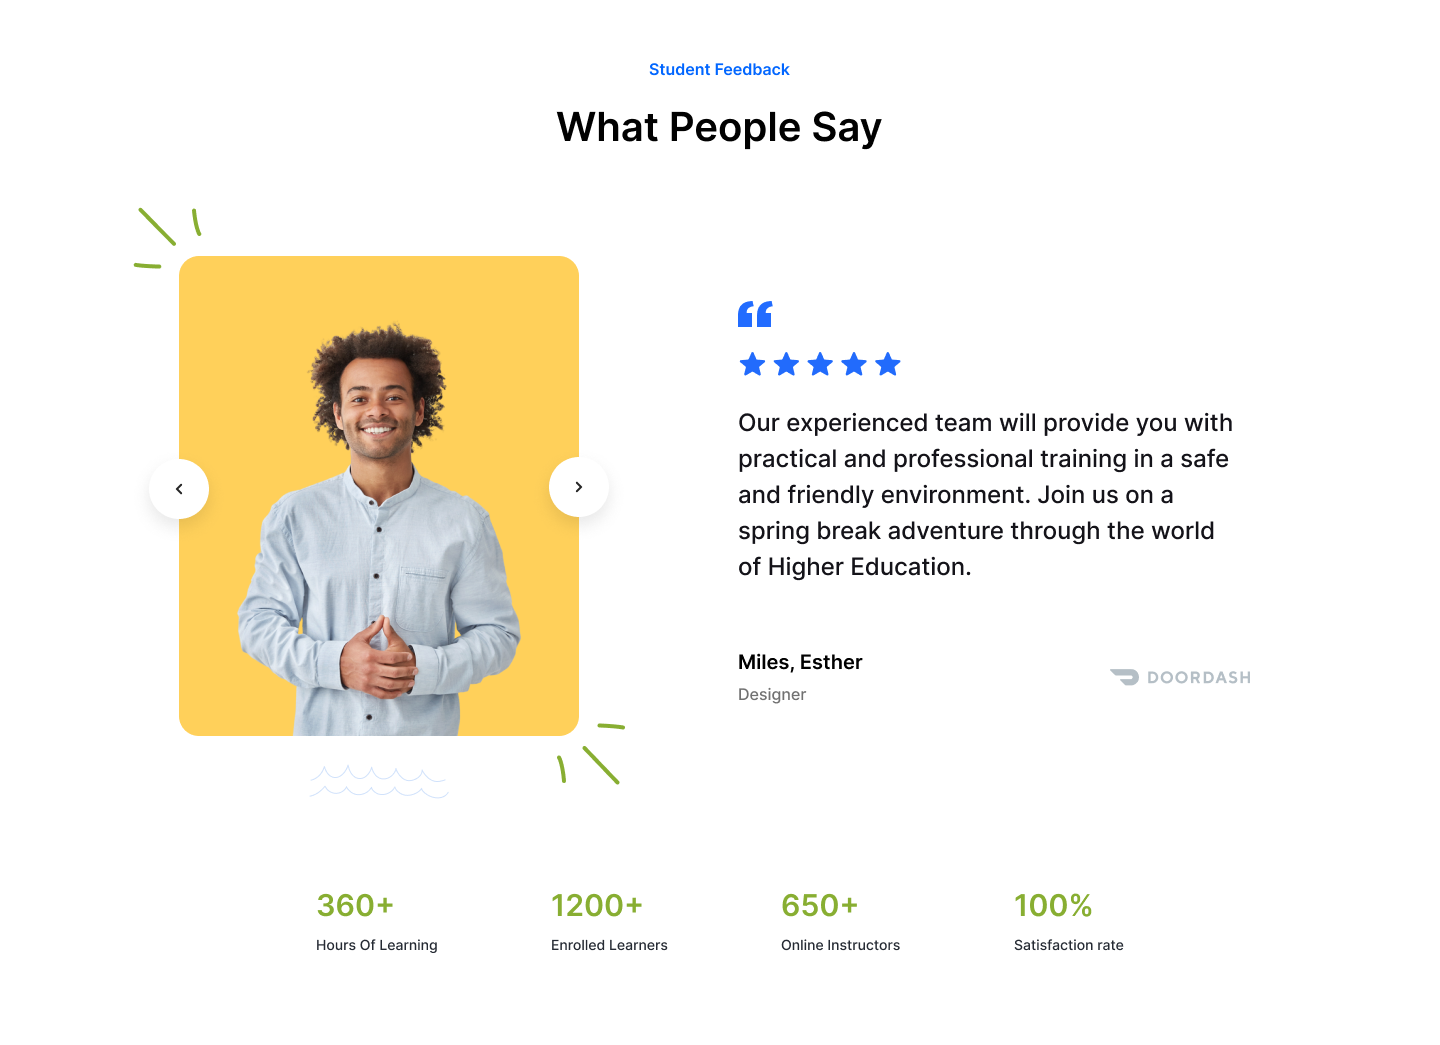 Student Feedback
What People Say
Our experienced team will provide you with
practical and professional training in a safe
and friendly environment. Join us on a
spring break adventure through the world
of Higher Education.
Miles, Esther
Designer
DOORDASH
360+
Hours Of Learning
1200+
Enrolled Learners
650+
Online Instructors
100%
Satisfaction rate